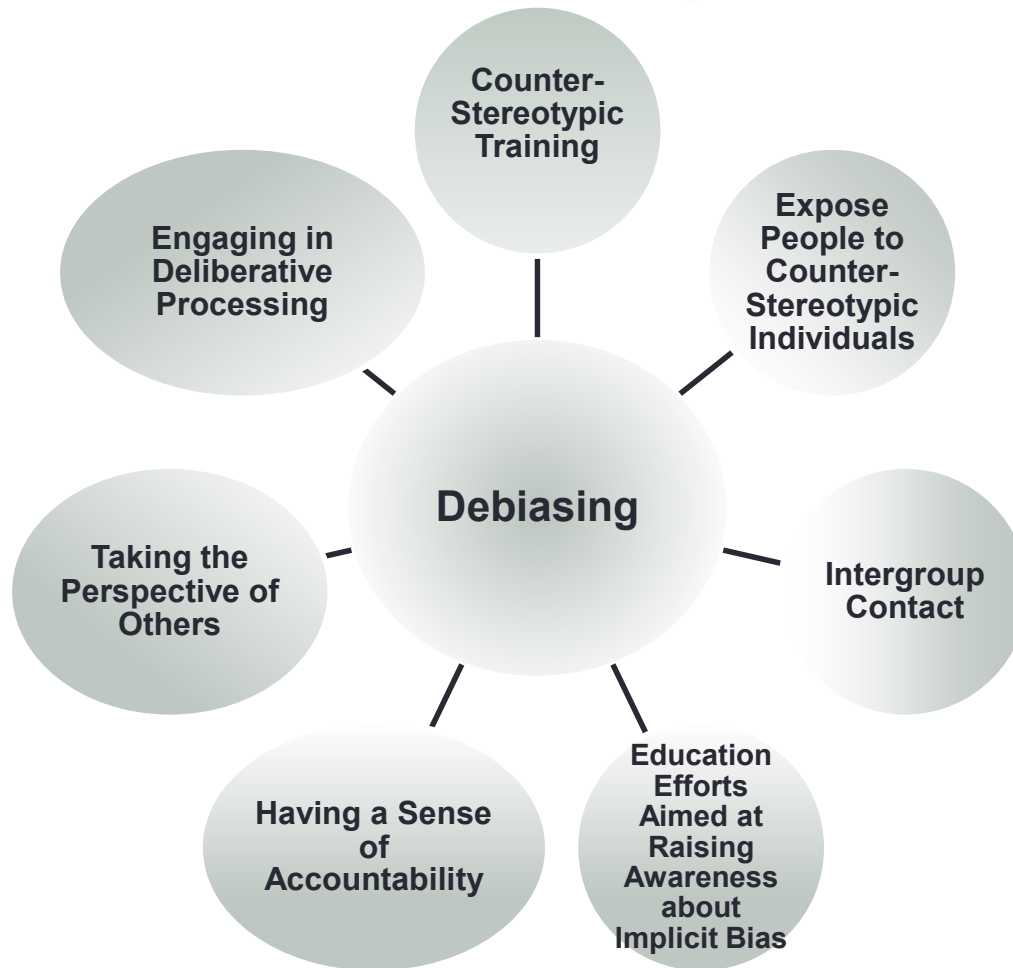 Counter-
Stereotypic
Training
Expose
People to
Counter-
Stereotypic
Individuals
Engaging in
Deliberative
Processing
Debiasing
Taking the
Perspective of
Others
Intergroup
Contact
Having a Sense
of
Accountability
Education
Efforts
Aimed at
Raising
Awareness
about
Implicit Bias